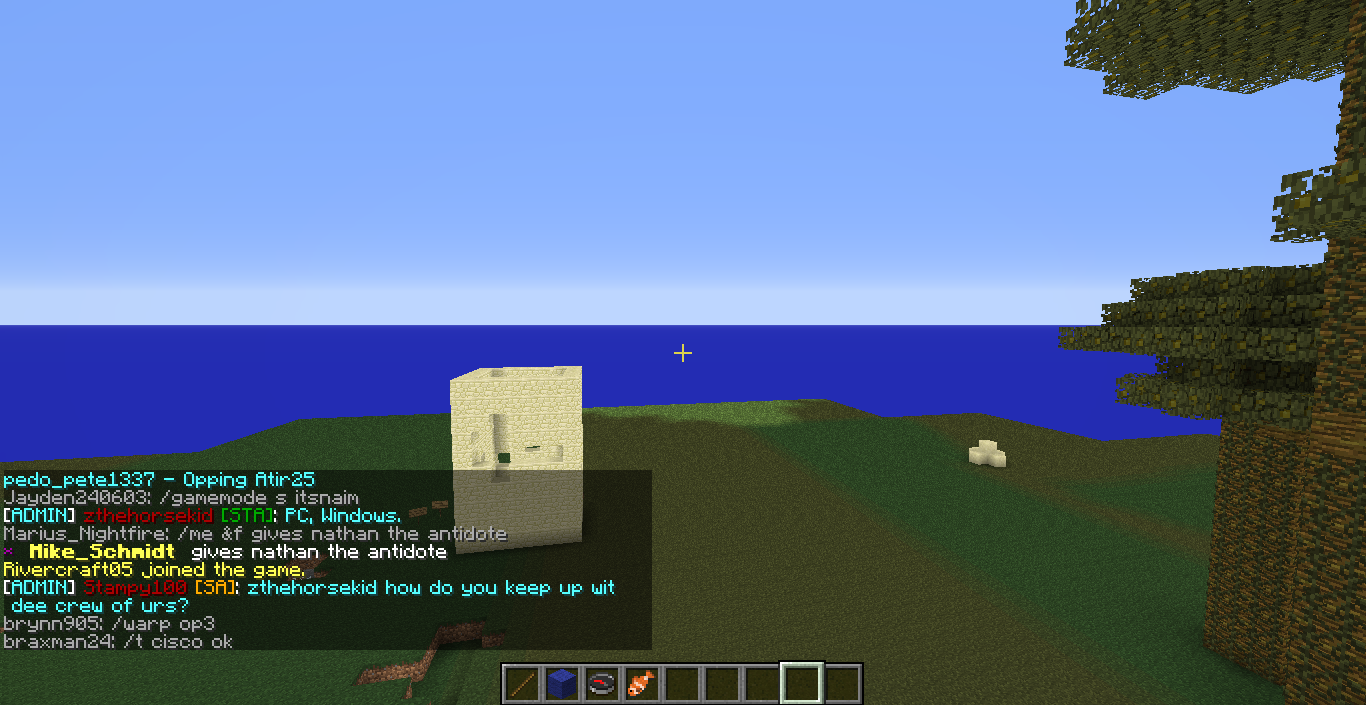 pedo_pete1337 - Opping Atir25
Jayden240603: /gamemode s itsnaim
[ADMIN] zthehorsekid [STA]: PC, Windows.
Marius_Nightfire: /me &f gives nathan the antidote
* Mike_Schmidt gives nathan the antidote
Rivercraft05 joined the game.
[ADMIN] Stampy100 [SA]: zthehorsekid how do you keep up wit
dee crew of urs?
brynn905: /warp op3
braxman24: /t cisco ok